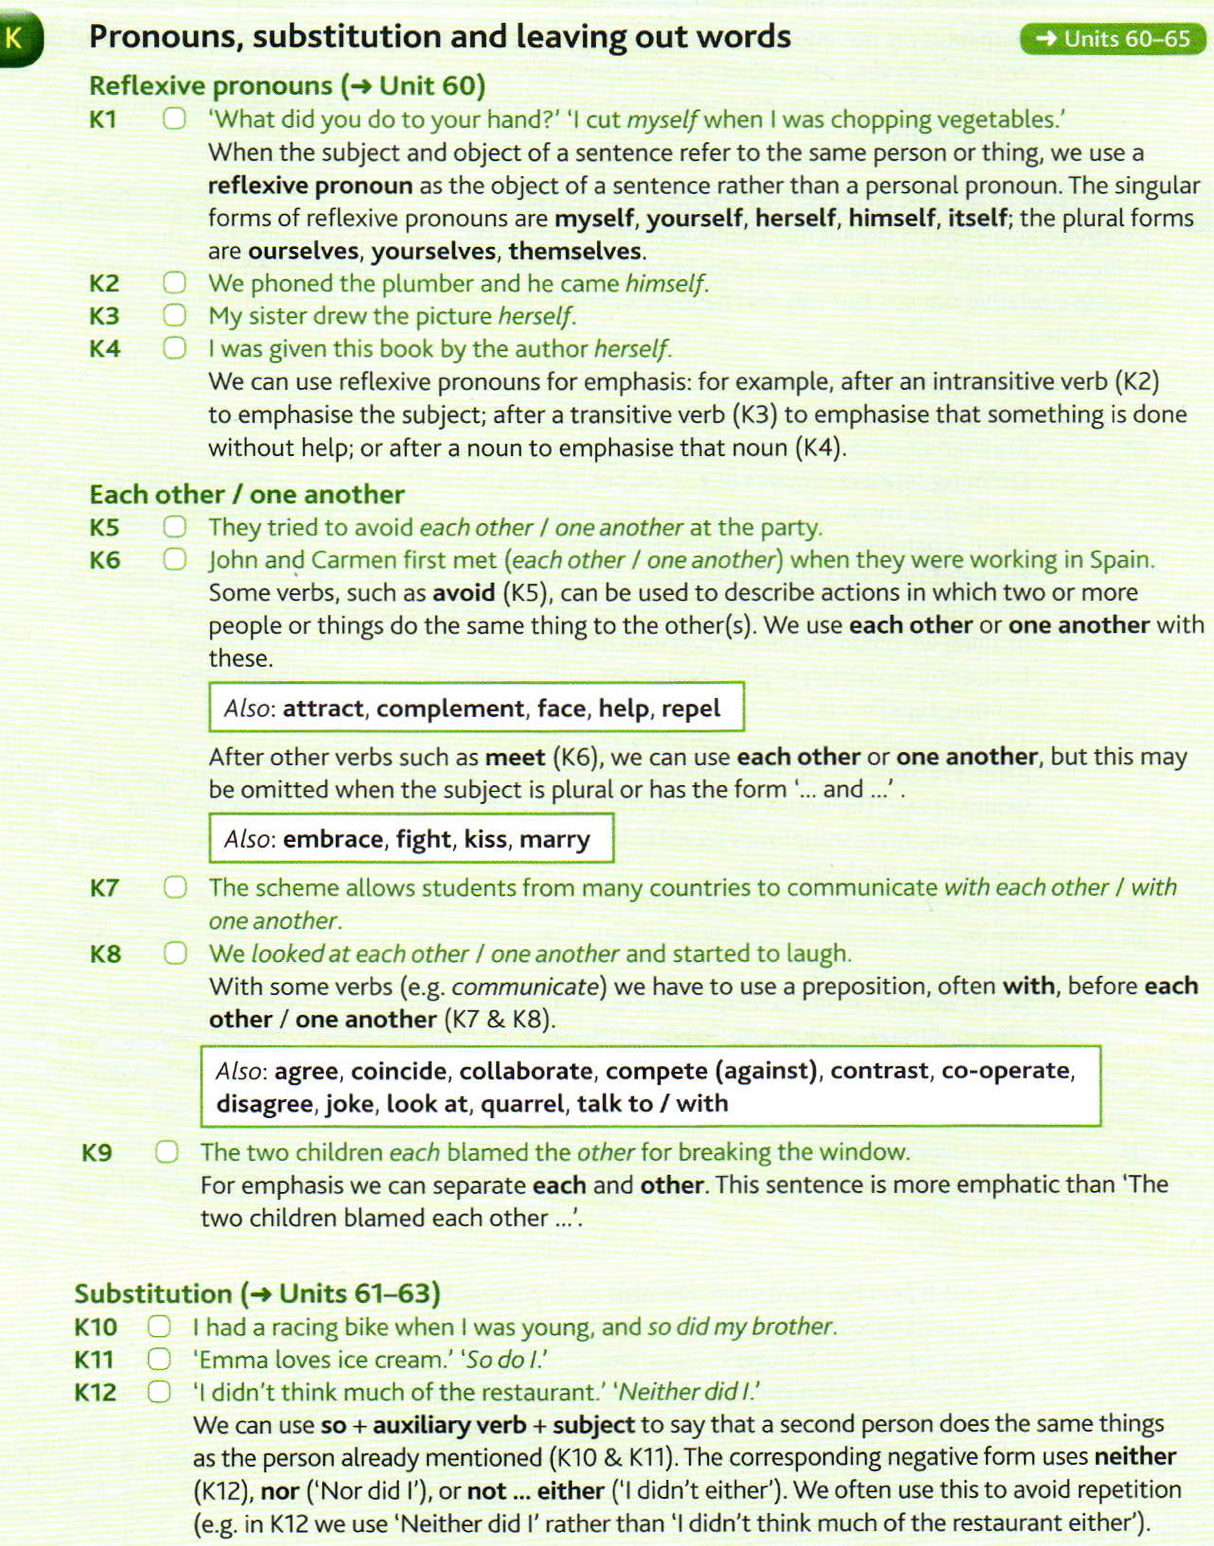 K
Pronouns, substitution and leaving out words
→ Units 60–65
Reflexive pronouns (→ Unit 60)
K1 ‘What did you do to your hand?’ ‘I cut myself when I was chopping vegetables.’
When the subject and object of a sentence refer to the same person or thing, we use a
reflexive pronoun as the object of a sentence rather than a personal pronoun. The singular
forms of reflexive pronouns are myself, yourself, herself, himself, itself; the plural forms
are ourselves, yourselves, themselves.
K2 We phoned the plumber and he came himself.
K3 My sister drew the picture herself.
K4 I was given this book by the author herself.
We can use reflexive pronouns for emphasis: for example, after an intransitive verb (K2)
to emphasise the subject; after a transitive verb (K3) to emphasise that something is done
without help; or after a noun to emphasise that noun (K4).
Each other / one another
K5 They tried to avoid each other / one another at the party.
K6 John and Carmen first met (each other / one another) when they were working in Spain.
Some verbs, such as avoid (K5), can be used to describe actions in which two or more
people or things do the same thing to the other(s). We use each other or one another with
these.
Also: attract, complement, face, help, repel
After other verbs such as meet (K6), we can use each other or one another, but this may
be omitted when the subject is plural or has the form ‘... and ...’ .
Also: embrace, fight, kiss, marry
K7 The scheme allows students from many countries to communicate with each other / with
one another.
K8 We looked at each other / one another and started to laugh.
With some verbs (e.g. communicate) we have to use a preposition, often with, before each
other / one another (K7 & K8).
Also: agree, coincide, collaborate, compete (against), contrast, co-operate,
disagree, joke, look at, quarrel, talk to / with
K9 The two children each blamed the other for breaking the window.
For emphasis we can separate each and other. This sentence is more emphatic than ‘The
two children blamed each other ...’.
Substitution (→ Units 61–63)
K10 I had a racing bike when I was young, and so did my brother.
K11 ‘Emma loves ice cream.’ ‘So do I.’
K12 ‘I didn't think much of the restaurant.’ ‘Neither did I.’
We can use so + auxiliary verb + subject to say that a second person does the same things
as the person already mentioned (K10 & K11). The corresponding negative form uses neither
(K12), nor (‘Nor did I’), or not ... either (‘I didn't either’). We often use this to avoid repetition
(e.g. in K12 we use ‘Neither did I’ rather than ‘I didn't think much of the restaurant either’).